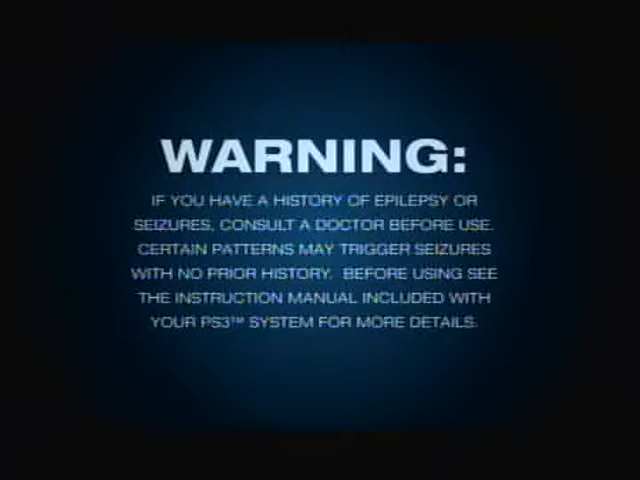 WARNING:
IF YOU HAVE A HISTORY OF EPILEPSY OR
SEIZURES, CONSULT A DOCTOR BEFORE USE.
CERTAIN PATTERNS MAY TRIGGER SEIZURES
WITH NO PRIOR HISTORY. BEFORE USING SEE
THE INSTRUCTION MANUAL INCLUDED WITH
YOUR PS3™ SYSTEM FOR MORE DETAILS.